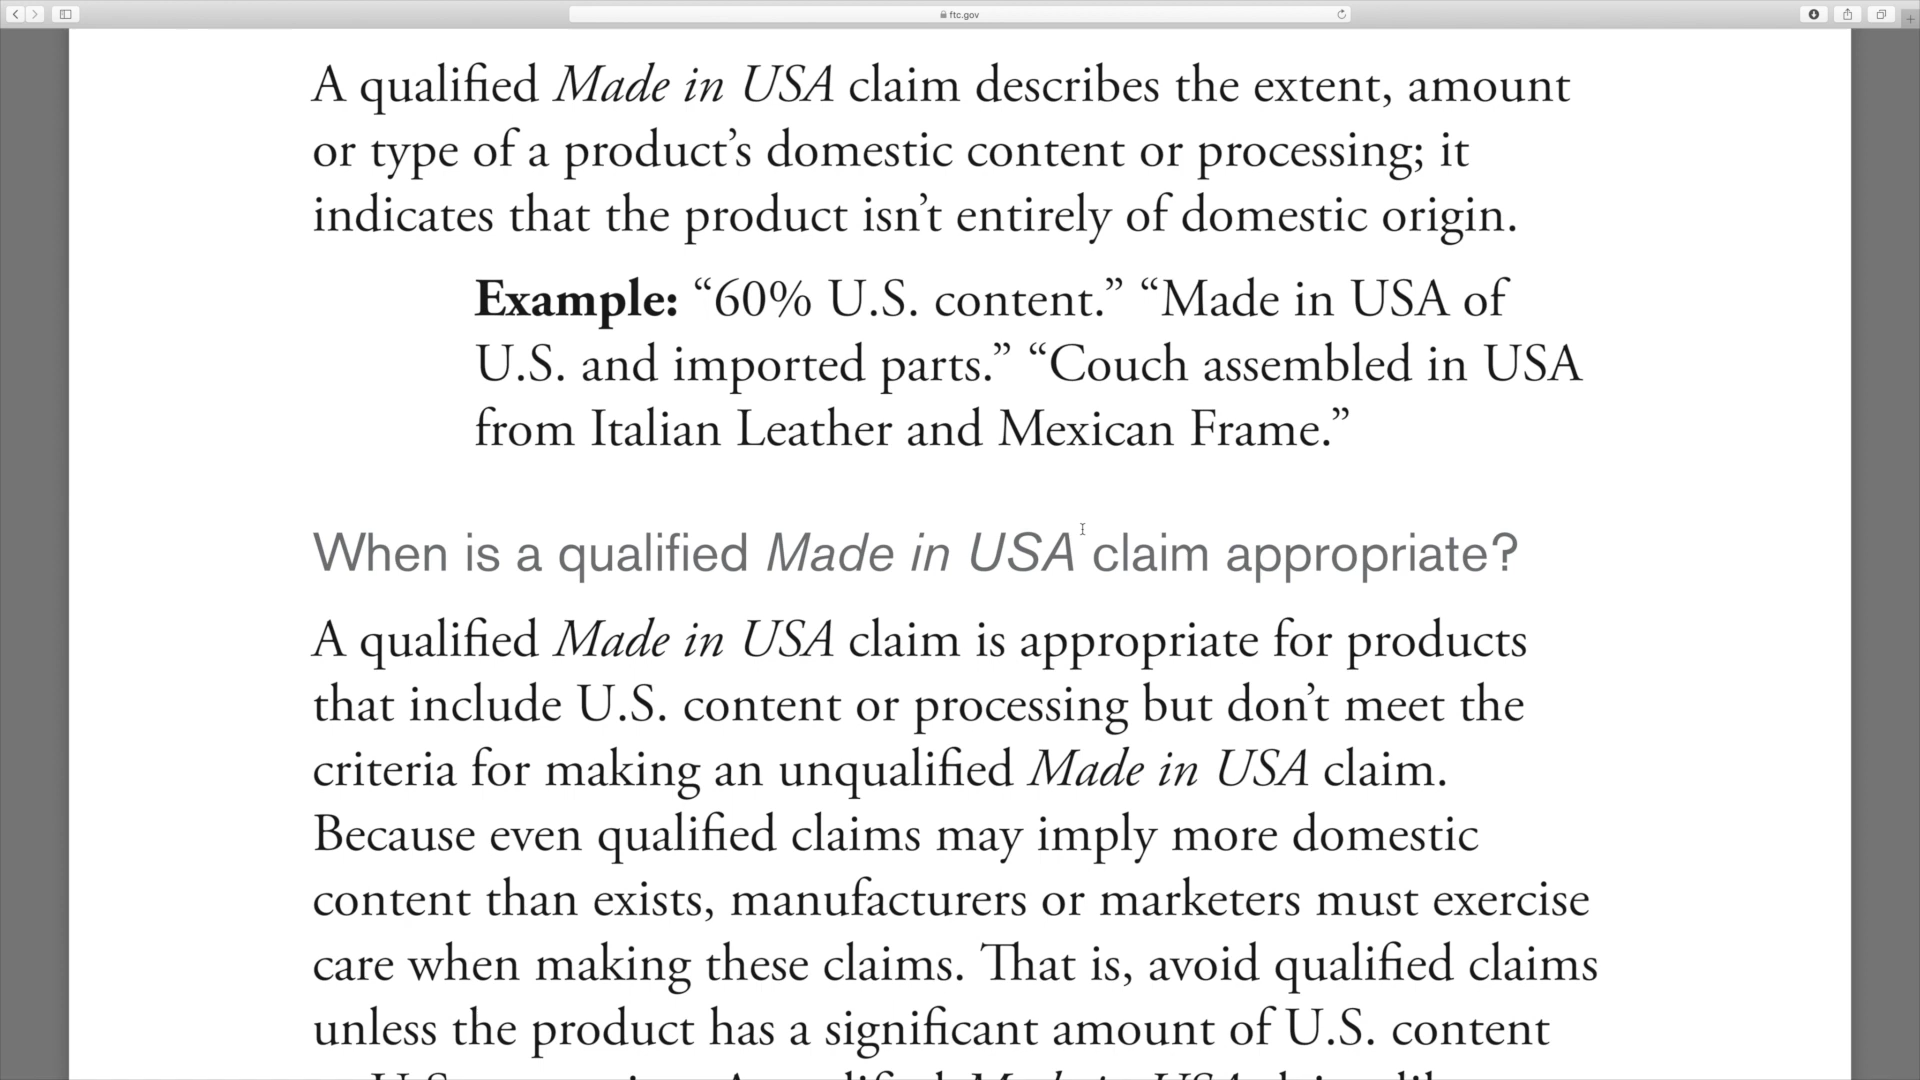 ftc.gov
A qualified Made in USA claim describes the extent, amount
or type of a product’s domestic content or processing; it
indicates that the product isn’t entirely of domestic origin.
Example: “60% U.S. content.” “Made in USA of
U.S. and imported parts.” “Couch assembled in USA
from Italian Leather and Mexican Frame.”
When is a qualified Made in USA claim appropriate?
A qualified Made in USA claim is appropriate for products
that include U.S. content or processing but don’t meet the
criteria for making an unqualified Made in USA claim.
Because even qualified claims may imply more domestic
content than exists, manufacturers or marketers must exercise
care when making these claims. That is, avoid qualified claims
unless the product has a significant amount of U.S. content